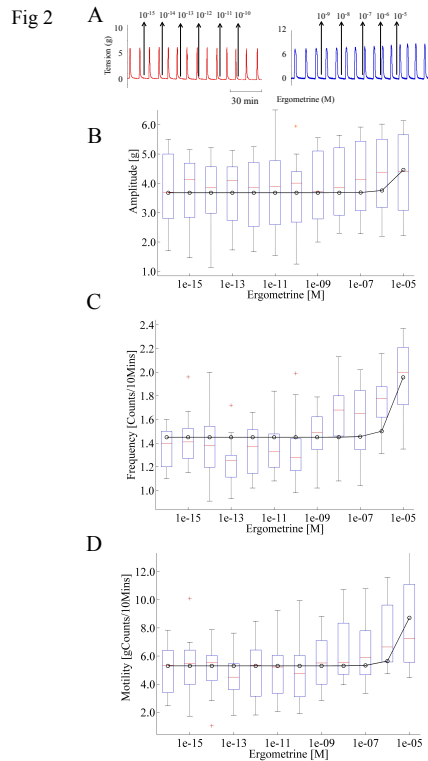 Fig 2
A
10-15 10-14 10-13 10-12 10-11 10-10
10-9 10-8 10-7 10-6 10-5
Tension (g)
10
5
0
12
8
4
0
30 min
Ergometrine (M)
B
Amplitude [g]
6.0
5.0
4.0
3.0
2.0
1.0
1e-15 1e-13 1e-11 1e-09 1e-07 1e-05
Ergometrine [M]
C
Frequency [Counts/10Mins]
2.4
2.2
2.0
1.8
1.6
1.4
1.2
1.0
1e-15 1e-13 1e-11 1e-09 1e-07 1e-05
Ergometrine [M]
D
Motility [gCounts/10Mins]
12.0
10.0
8.0
6.0
4.0
2.0
1e-15 1e-13 1e-11 1e-09 1e-07 1e-05
Ergometrine [M]